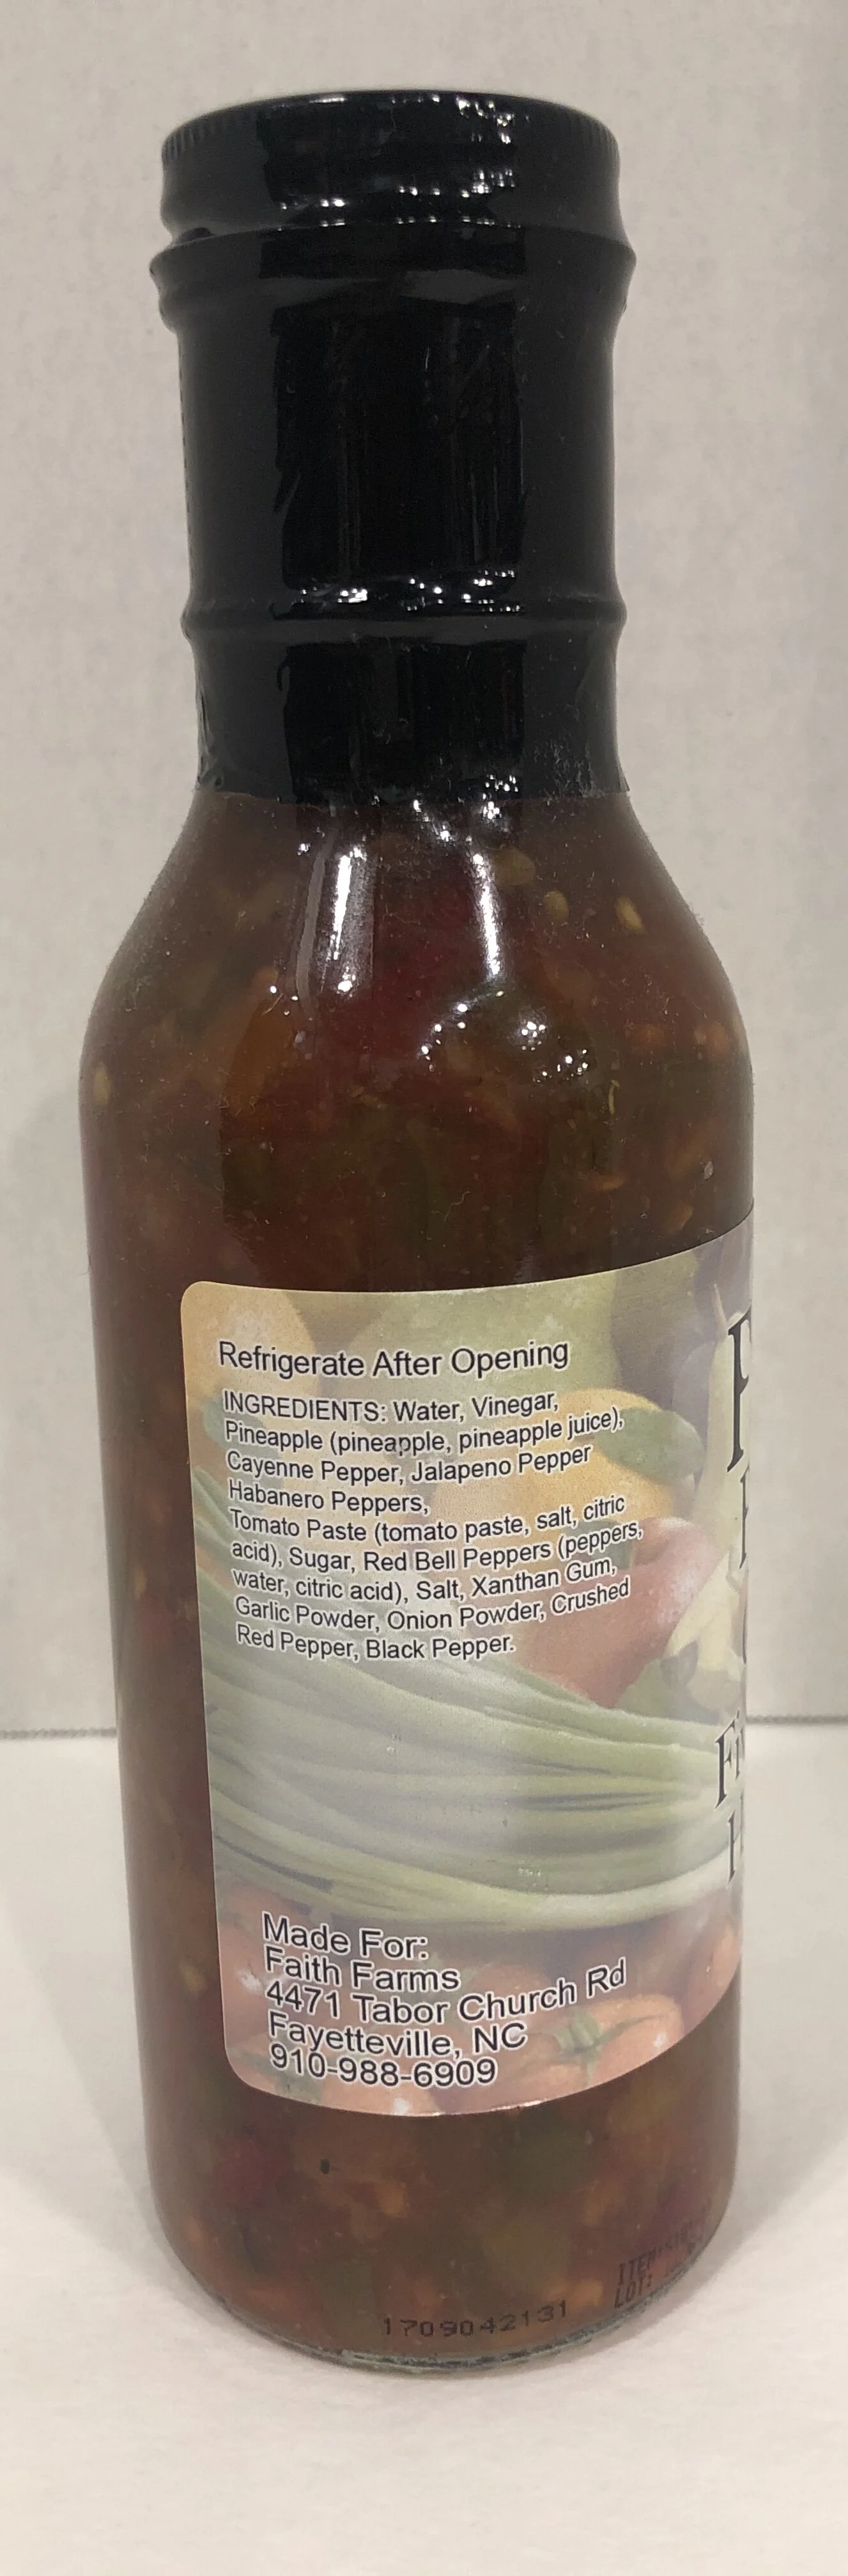 Refrigerate After Opening
INGREDIENTS: Water, Vinegar,
Pineapple (pineapple, pineapple juice),
Cayenne Pepper, Jalapeno Pepper
Habanero Peppers,
Tomato Paste (tomato paste, salt, citric
acid), Sugar, Red Bell Peppers (peppers,
water, citric acid), Salt, Xanthan Gum,
Garlic Powder, Onion Powder, Crushed
Red Pepper, Black Pepper.
Made For:
Faith Farms
4471 Tabor Church Rd
Fayetteville, NC
910-988-6909
LOT:
1709042131